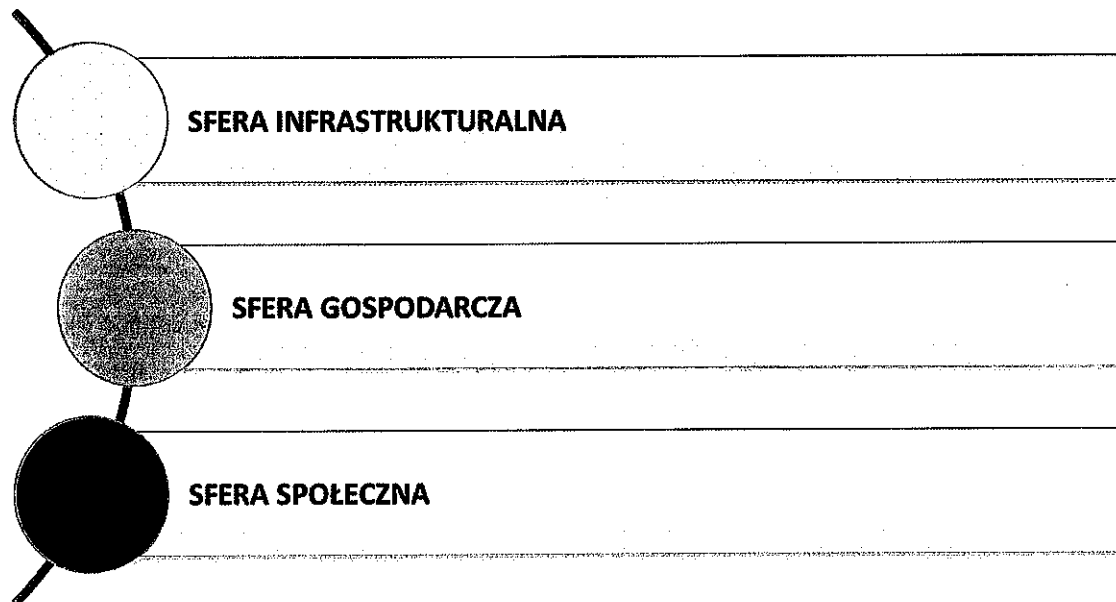 SFERA INFRASTRUKTURALNA
SFERA GOSPODARCZA
SFERA SPOŁECZNA